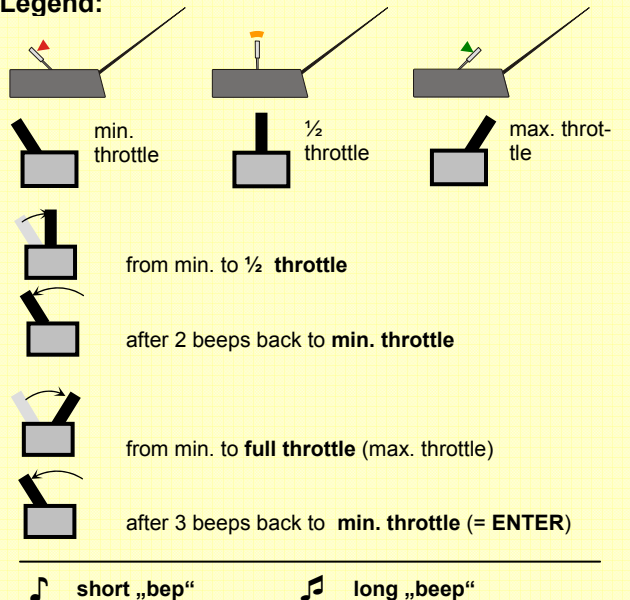 Legend:
min. throttle
½ throttle
max. throt-
tle
from min. to ½ throttle
after 2 beeps back to min. throttle
from min. to full throttle (max. throttle)
after 3 beeps back to min. throttle (= ENTER)
short „bep“
long „beep“